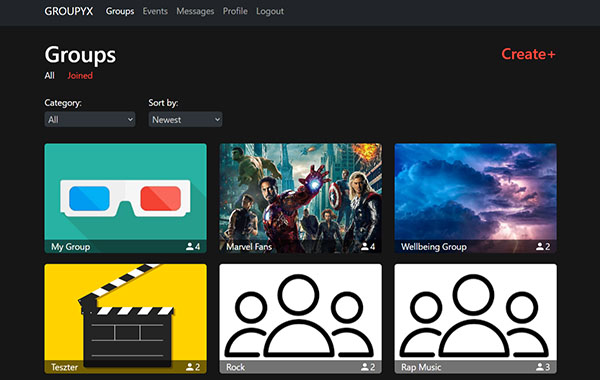 GROUPYX Groups Events Messages Profile Logout
Groups Create+
All Joined
Category: Sort by:
All Newest
My Group 4 Marvel Fans 4 Wellbeing Group 2
Teszter 2 Rock 2 Rap Music 3